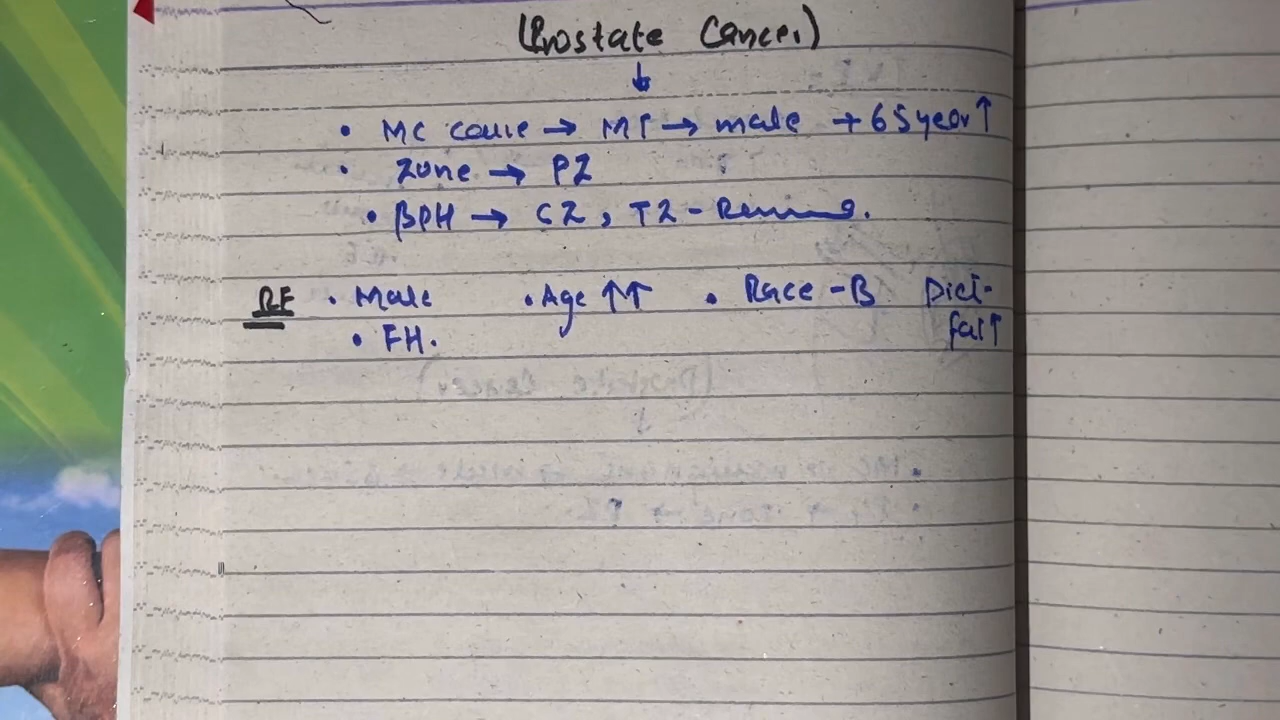 (Prostate Cancer)
↓
• MC cause → MT → male + 65 year ↑
• Zone → PZ
• BPH → CZ, TZ -
RF • Male • Age ↑↑ • Race - B Diet-
• FH. fat ↑